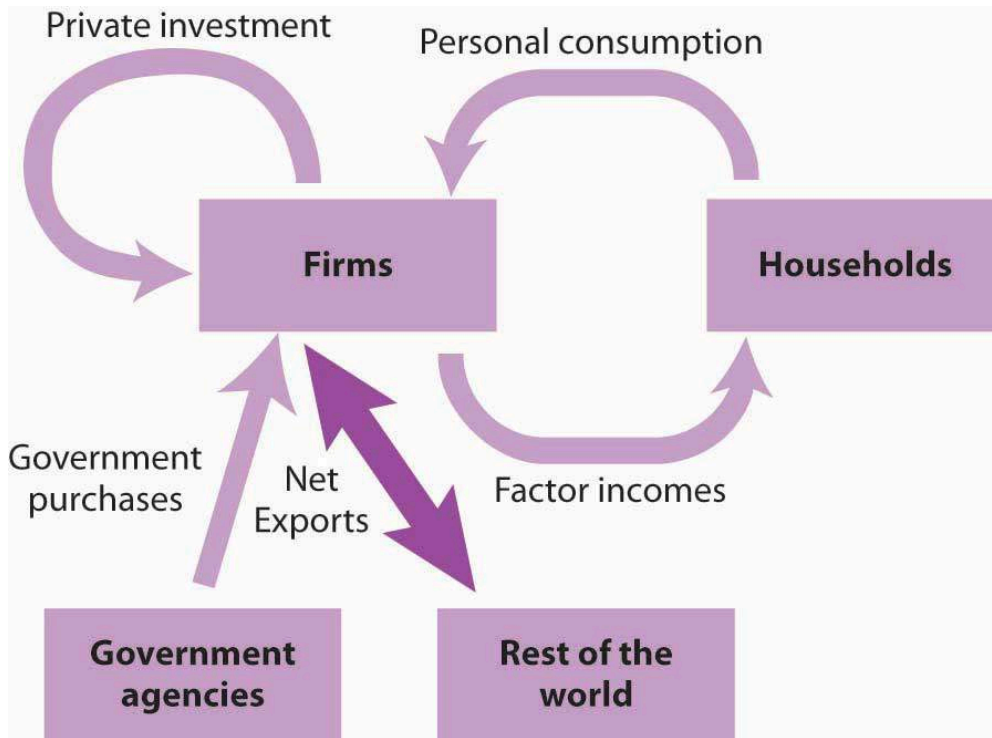 Private investment
Personal consumption
Firms
Households
Government
purchases
Net
Exports
Factor incomes
Government
agencies
Rest of the
world